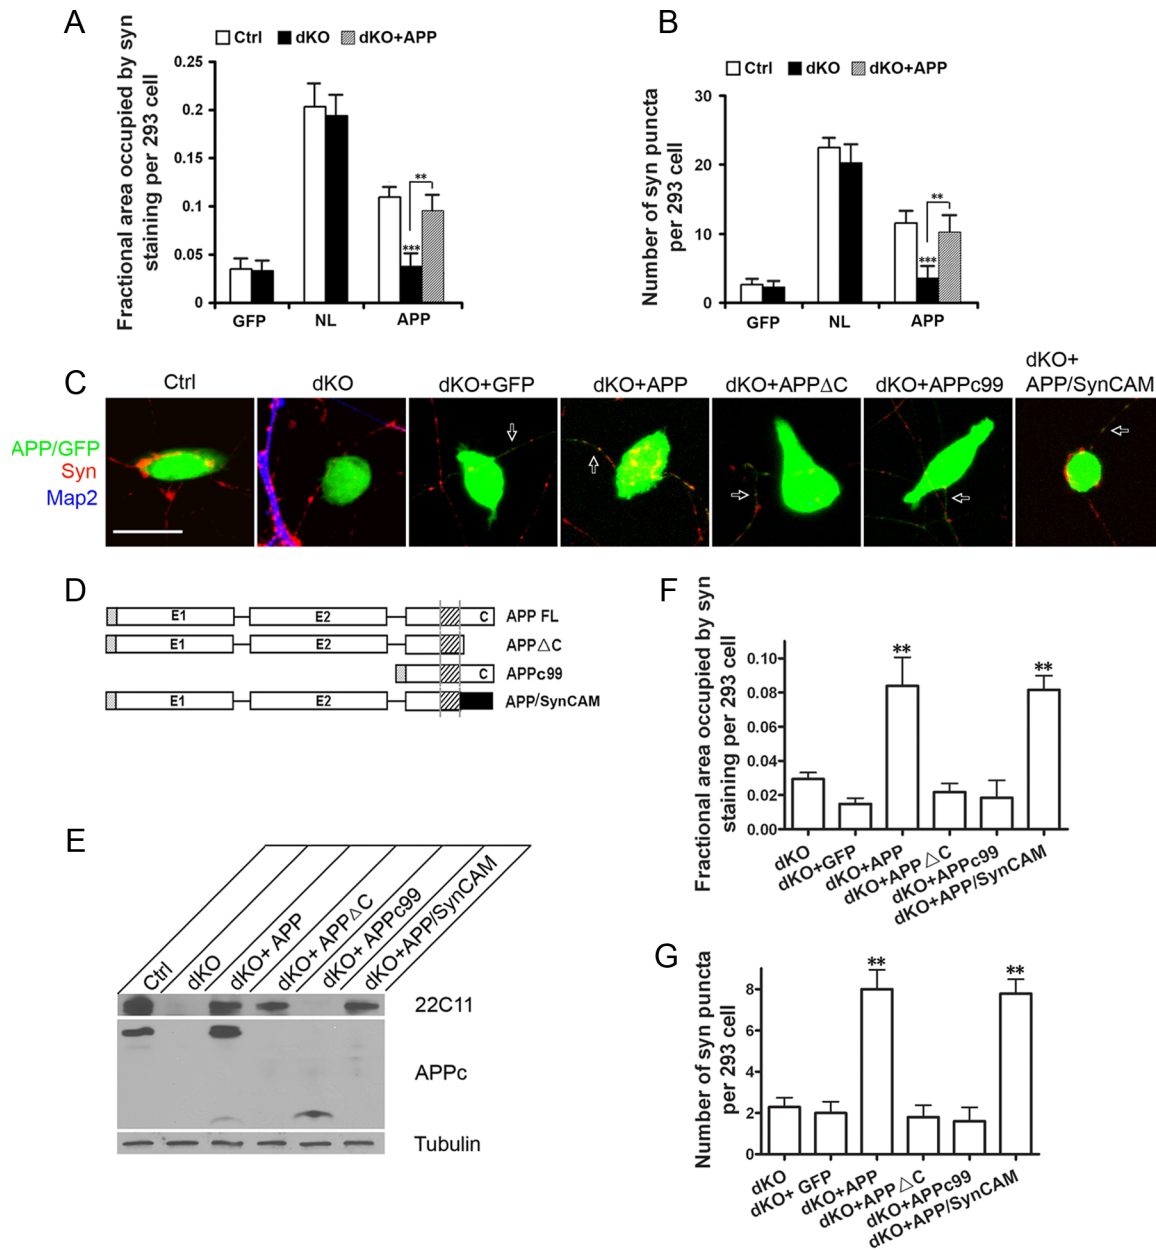 A
Ctrl dKO dKO+APP
Fractional area occupied by syn
staining per 293 cell
0.25
0.2
0.15
0.1
0.05
0
**
***
GFP NL APP
B
Ctrl dKO dKO+APP
Number of syn puncta
per 293 cell
30
20
10
0
**
***
GFP NL APP
C
Ctrl dKO dKO+GFP dKO+APP dKO+APPΔC dKO+APPc99 dKO+
APP/SynCAM
APP/GFP
Syn
Map2
D
E1 E2 C APP FL
E1 E2 APP△C
C APPc99
E1 E2 APP/SynCAM
E
Ctrl
dKO
dKO+ APP
dKO+ APP△C
dKO+ APPc99
dKO+APP/SynCAM
22C11
APPc
Tubulin
F
Fractional area occupied by syn
staining per 293 cell
0.10
0.08
0.06
0.04
0.02
0.00
** **
dKO
dKO+GFP
dKO+APP
dKO+APP△C
dKO+APPc99
dKO+APP/SynCAM
G
Number of syn puncta
per 293 cell
8
6
4
2
0
** **
dKO
dKO+ GFP
dKO+APP
dKO+APP△C
dKO+APPc99
dKO+APP/SynCAM